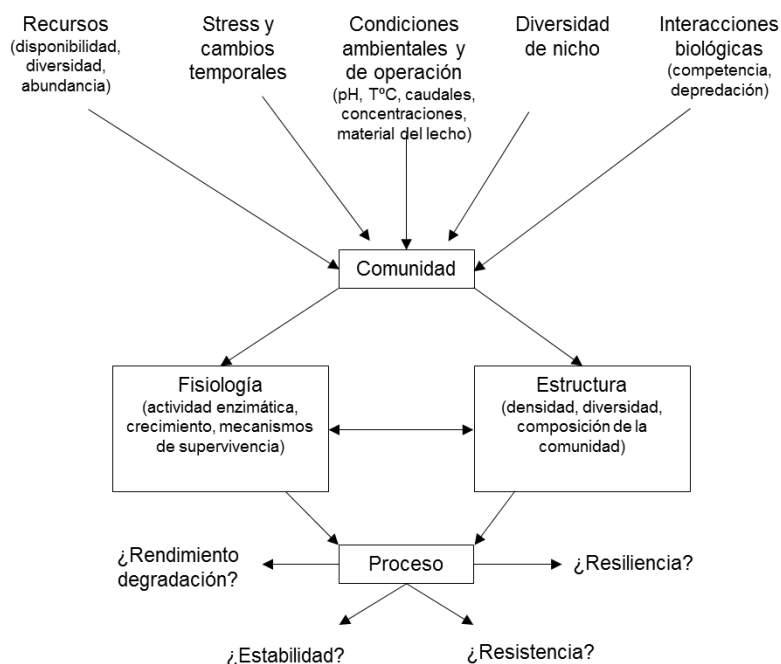 Recursos
(disponibilidad,
diversidad,
abundancia)
Stress y
cambios
temporales
Condiciones
ambientales y
de operación
(pH, TºC, caudales,
concentraciones,
material del lecho)
Diversidad
de nicho
Interacciones
biológicas
(competencia,
depredación)
Comunidad
Fisiología
(actividad enzimática,
crecimiento, mecanismos
de supervivencia)
Estructura
(densidad, diversidad,
composición de la
comunidad)
¿Rendimiento
degradación?
Proceso
¿Resiliencia?
¿Estabilidad?
¿Resistencia?